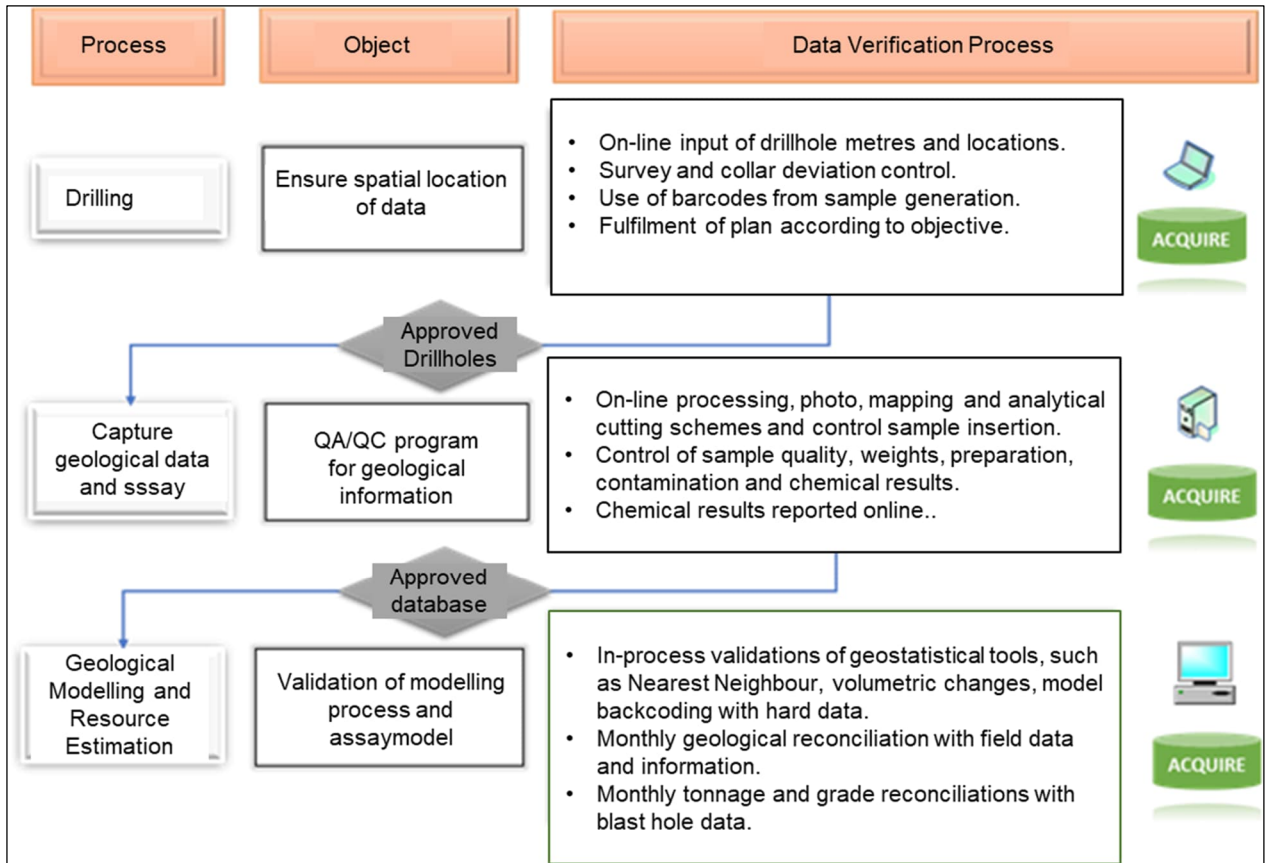 Process
Object
Data Verification Process
Drilling
Ensure spatial location
of data
• On-line input of drillhole metres and locations.
• Survey and collar deviation control.
• Use of barcodes from sample generation.
• Fulfilment of plan according to objective.
ACQUIRE
Approved
Drillholes
Capture
geological data
and sssay
QA/QC program
for geological
information
• On-line processing, photo, mapping and analytical
cutting schemes and control sample insertion.
• Control of sample quality, weights, preparation,
contamination and chemical results.
• Chemical results reported online..
ACQUIRE
Approved
database
Geological
Modelling and
Resource
Estimation
Validation of modelling
process and
assaymodel
• In-process validations of geostatistical tools, such
as Nearest Neighbour, volumetric changes, model
backcoding with hard data.
• Monthly geological reconciliation with field data
and information.
• Monthly tonnage and grade reconciliations with
blast hole data.
ACQUIRE